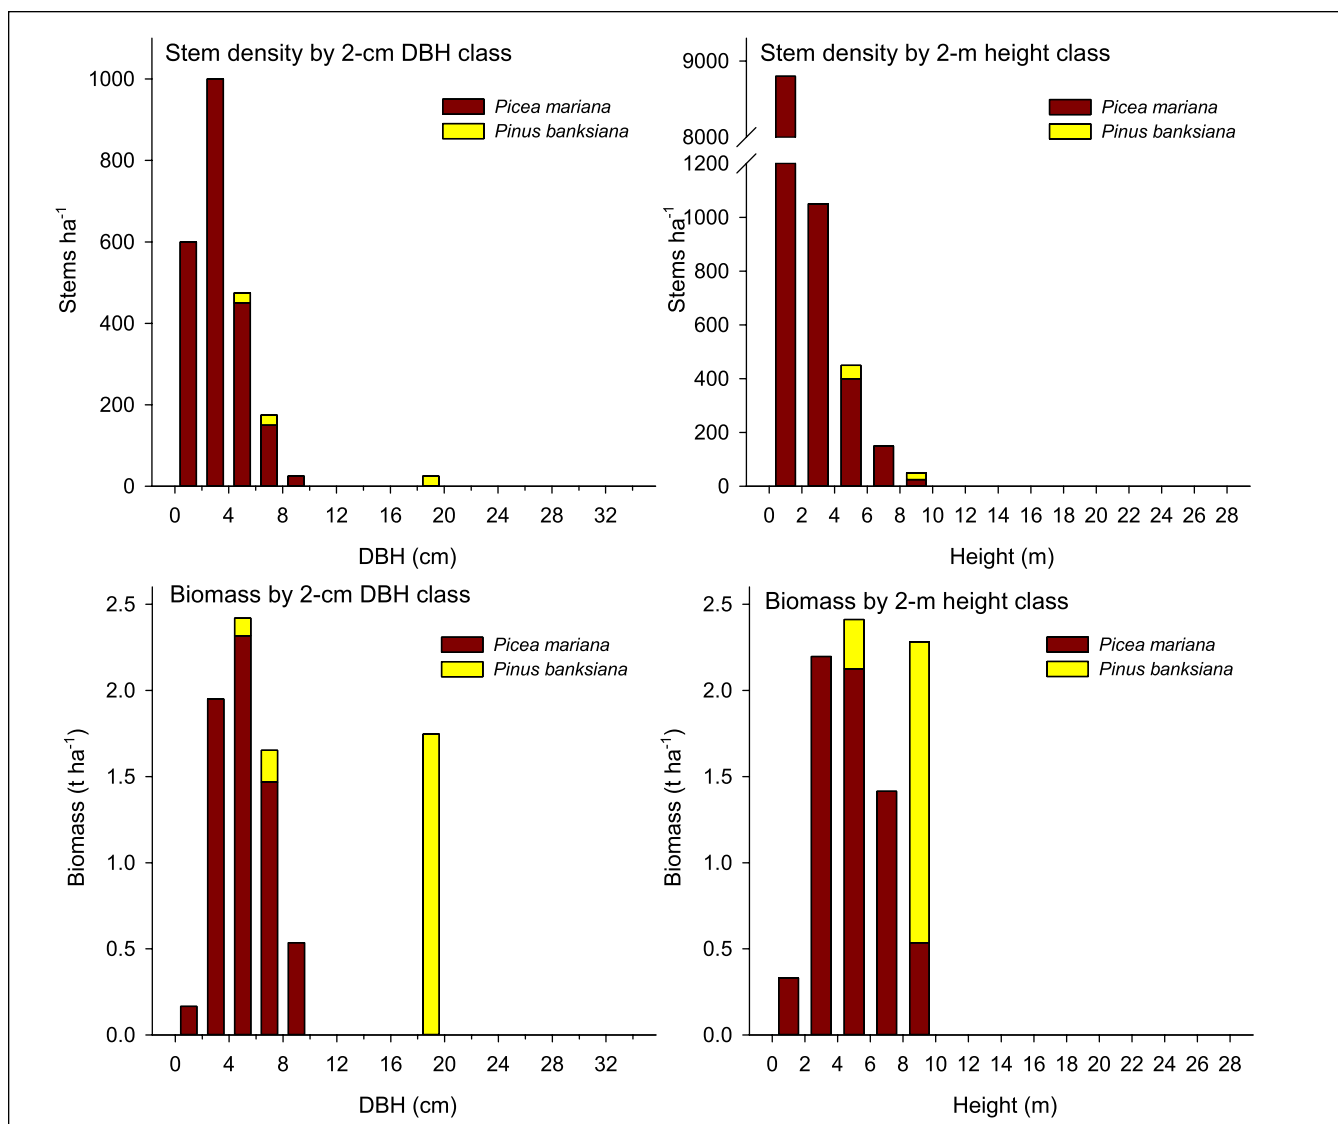 Stem density by 2-cm DBH class
1000
800
600
400
200
0
Stems ha-1
Picea mariana
Pinus banksiana
0 4 8 12 16 20 24 28 32
DBH (cm)
Stem density by 2-m height class
9000
8000
1200
1000
800
600
400
200
0
Stems ha-1
Picea mariana
Pinus banksiana
0 2 4 6 8 10 12 14 16 18 20 22 24 26 28
Height (m)
Biomass by 2-cm DBH class
2.5
2.0
1.5
1.0
0.5
0.0
Biomass (t ha-1)
Picea mariana
Pinus banksiana
0 4 8 12 16 20 24 28 32
DBH (cm)
Biomass by 2-m height class
2.5
2.0
1.5
1.0
0.5
0.0
Biomass (t ha-1)
Picea mariana
Pinus banksiana
0 2 4 6 8 10 12 14 16 18 20 22 24 26 28
Height (m)